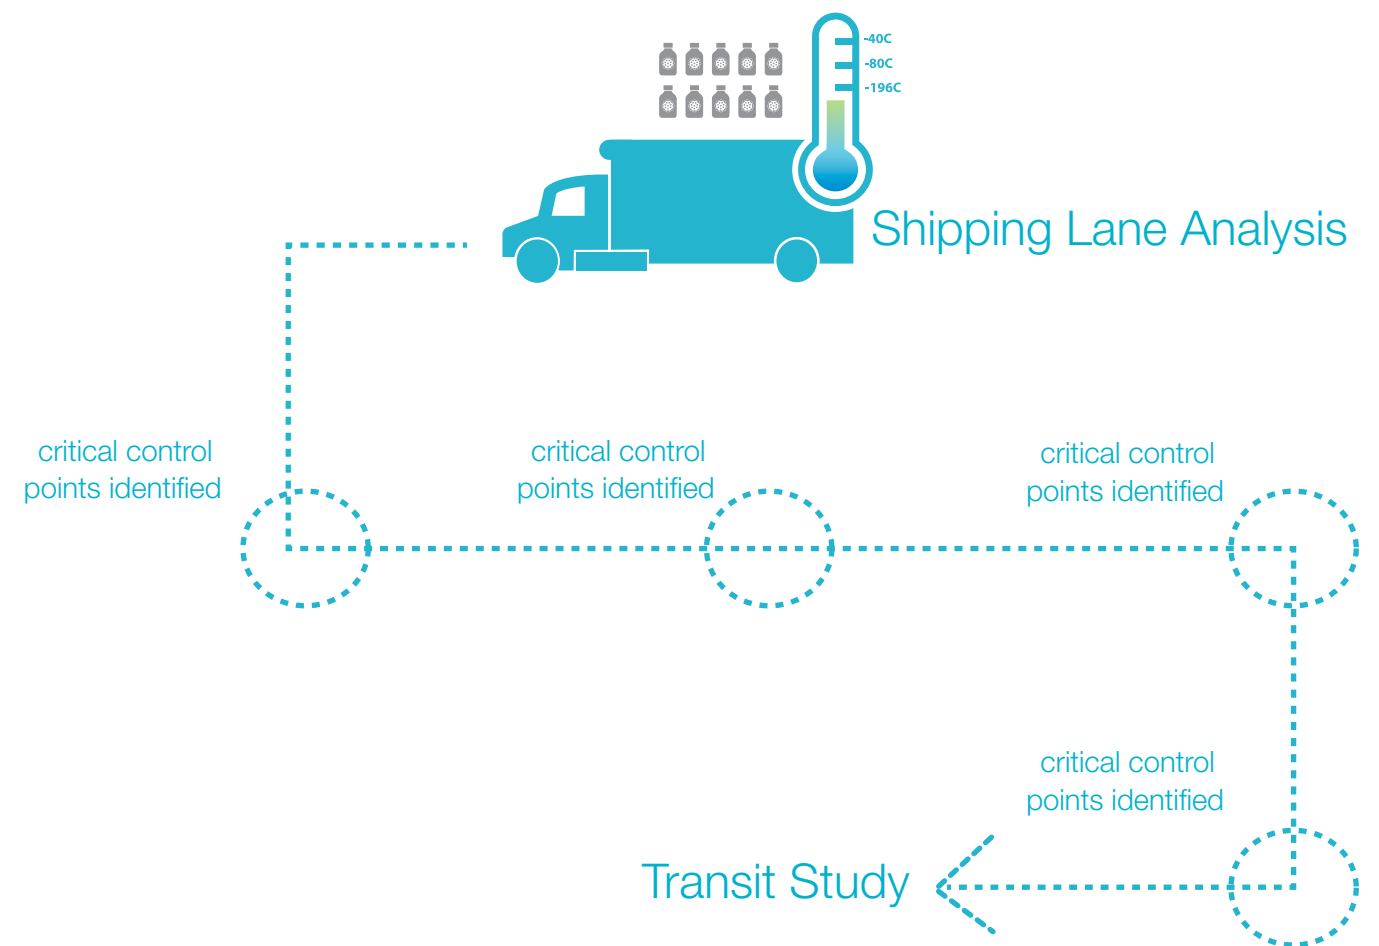 -40C
-80C
-196C
Shipping Lane Analysis
critical control
points identified
critical control
points identified
critical control
points identified
critical control
points identified
Transit Study